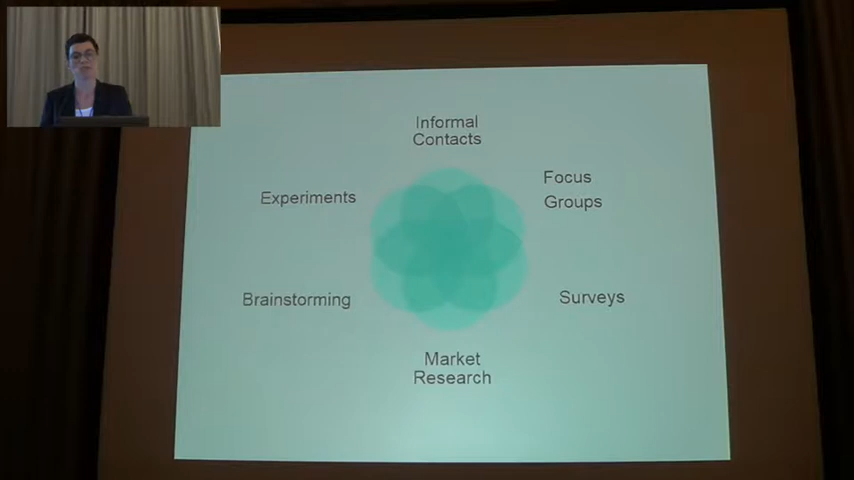 Informal
Contacts
Focus
Groups
Experiments
Surveys
Brainstorming
Market
Research